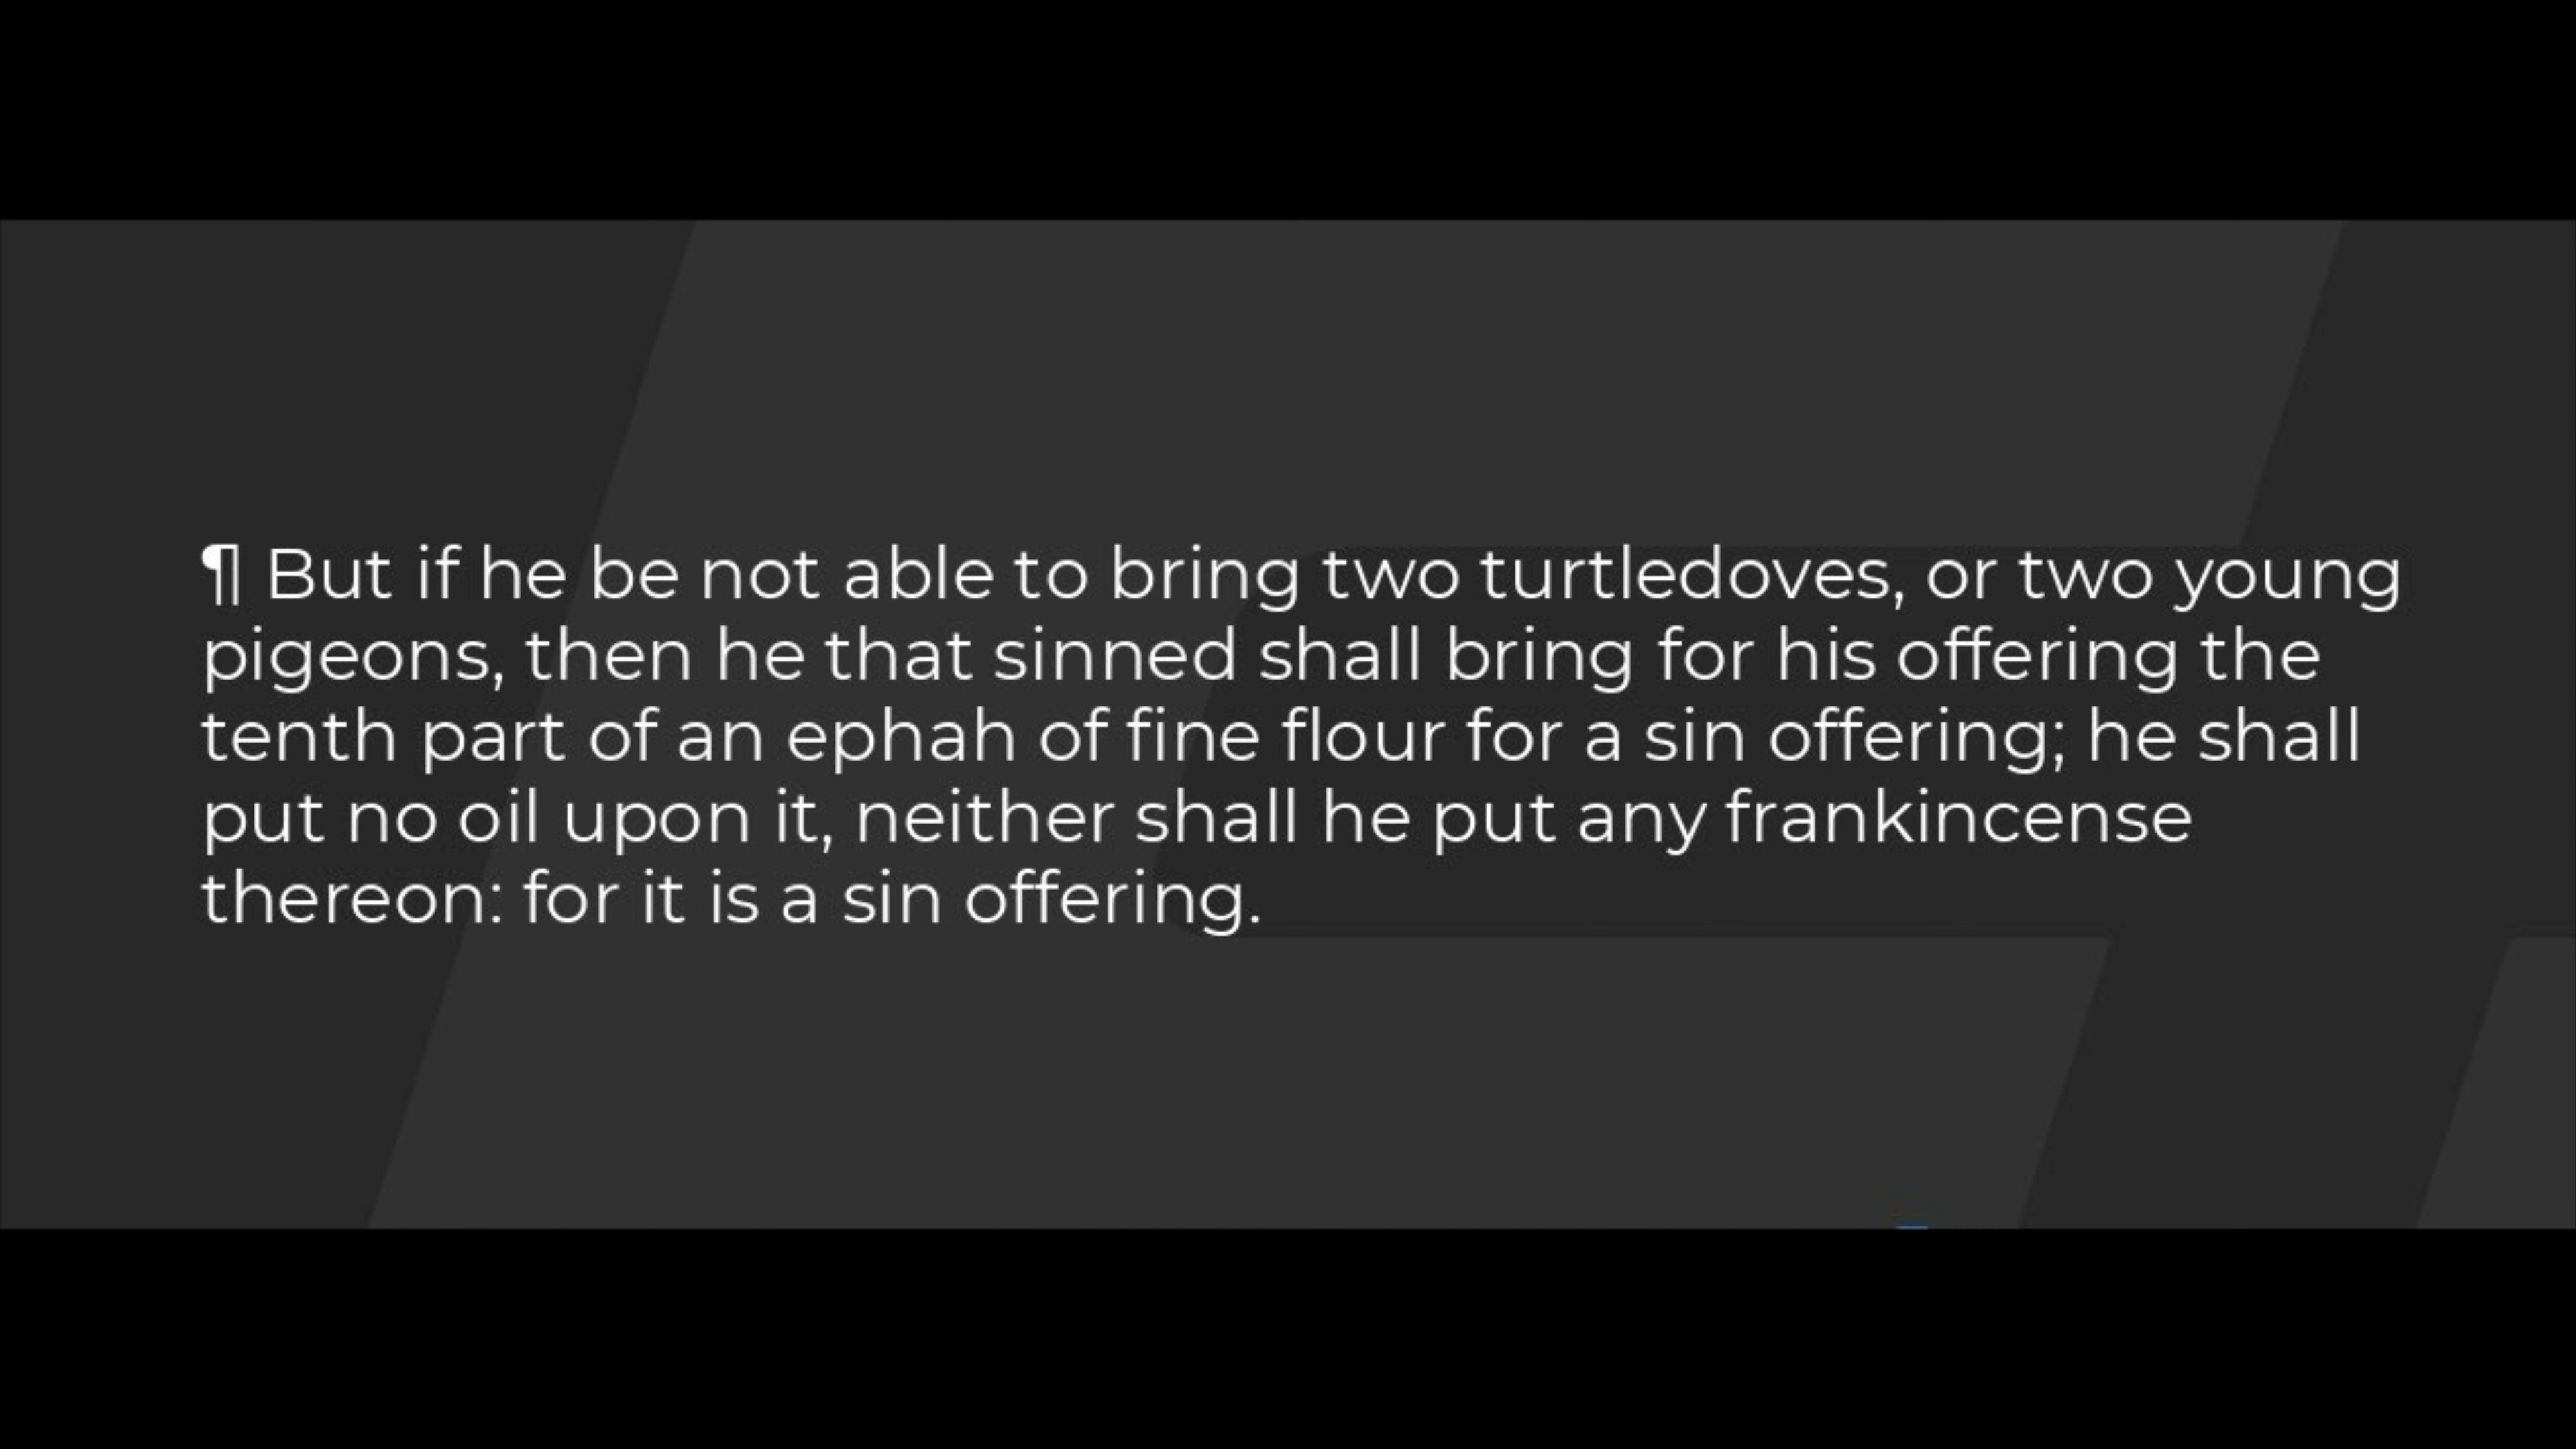 ¶ But if he be not able to bring two turtledoves, or two young
pigeons, then he that sinned shall bring for his offering the
tenth part of an ephah of fine flour for a sin offering; he shall
put no oil upon it, neither shall he put any frankincense
thereon: for it is a sin offering.